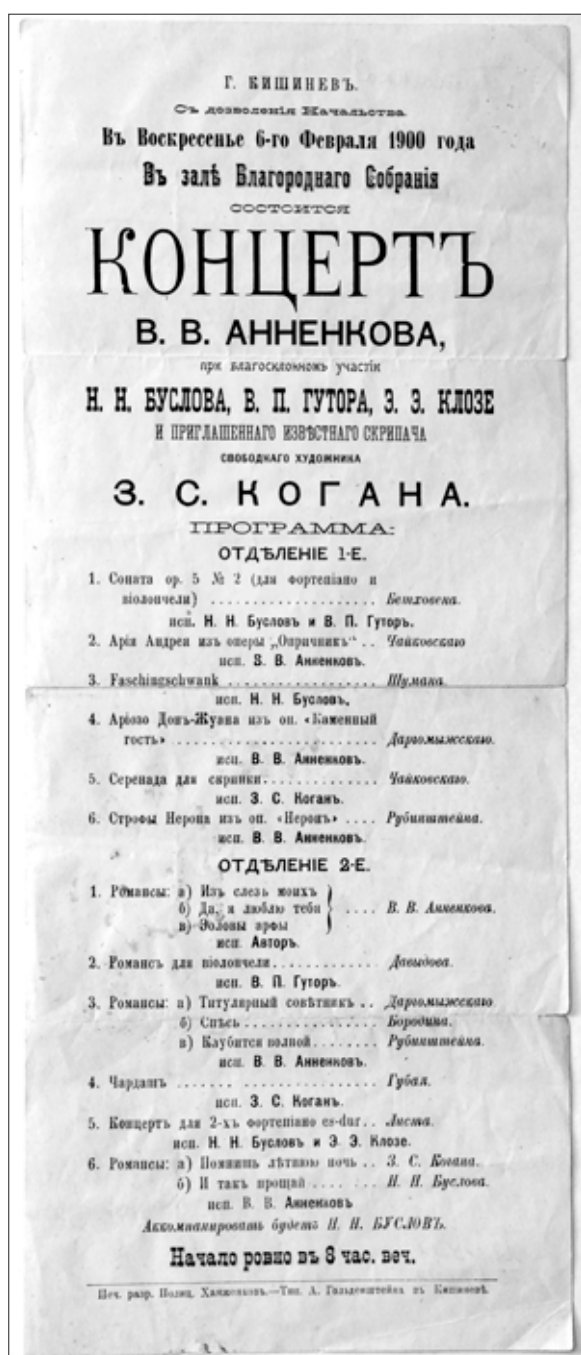 Г. КИШИНЕВЪ.
Съ дозволенія Начальства
Въ Воскресенье 6-го Февраля 1900 года
Въ залѣ Благороднаго Собранія
СОСТОИТСЯ
КОНЦЕРТЪ
В. В. АННЕНКОВА,
при благосклонномъ участіи
Н. Н. БУСЛОВА, В. П. ГУТОРА, Э. Э. КЛОЗЕ
И ПРИГЛАШЕННАГО ИЗВѢСТНАГО СКРИПАЧА
СВОБОДНАГО ХУДОЖНИКА
З. С. КОГАНА.
ПРОГРАММА:
ОТДѢЛЕНІЕ 1-Е.
1. Соната ор. 5 № 2 (для фортепіано и
віолончели) .................... Бетховена.
исп. Н. Н. Бусловъ и В. П. Гуторъ.
2. Арія Андрея изъ оперы „Опричникъ" .. Чайковскаго
исп. З. В. Анненковъ.
3. Faschingschwank .................. Шумана.
исп. Н. Н. Бусловъ,
4. Аріозо Донъ-Жуана изъ оп. «Каменный
гость» ........................ Даргомыжскаго.
исп. В. В. Анненковъ.
5. Серенада для скрипки.............. Чайковскаго.
исп. З. С. Коганъ.
6. Строфы Нерона изъ оп. «Неронъ» .... Рубинштейна.
исп. В. В. Анненковъ.
ОТДѢЛЕНІЕ 2-Е.
1. Романсы: а) Изъ слезъ моихъ
б) Да, я люблю тебя .... В. В. Анненкова.
в) Эоловы арфы
исп. Авторъ.
2. Романсъ для віолончели............ Давыдова.
исп. В. П. Гуторъ.
3. Романсы: а) Титулярный совѣтникъ .. Даргомыжскаго
б) Спѣсь ................ Бородина.
в) Клубится волной........ Рубинштейна.
исп. В. В. Анненковъ.
4. Чардашъ ........................ Губая.
исп. З. С. Коганъ.
5. Концертъ для 2-хъ фортепіано es-dur.. Листа.
исп. Н. Н. Бусловъ и Э. Э. Клозе.
6. Романсы: а) Помнишь лѣтнюю ночь .. З. С. Когана.
б) И такъ прощай ........ Н. Н. Буслова.
исп. В. В. Анненковъ
Аккомпанировать будетъ Н. Н. БУСЛОВЪ.
Начало ровно въ 8 час. веч.
Печ. разр. Полиц. Ханженковъ.—Тип. А. Гальденштейна въ Кишиневѣ.